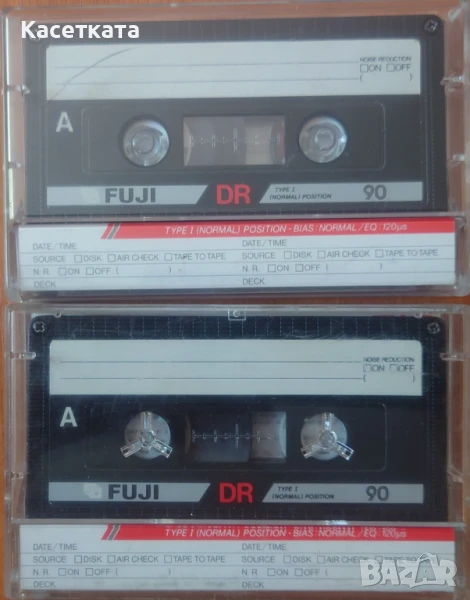 Касетката
NOISE REDUCTION
☐ON ☐OFF
( )
A
FUJI DR TYPE I (NORMAL) POSITION 90
TYPE I (NORMAL) POSITION · BIAS: NORMAL/EQ: 120µs
DATE/TIME DATE/TIME
SOURCE ☐DISK ☐AIR CHECK ☐TAPE TO TAPE SOURCE ☐DISK ☐AIR CHECK ☐TAPE TO TAPE
N.R. ☐ON ☐OFF ( ) N.R. ☐ON ☐OFF ( )
DECK DECK
NOISE REDUCTION
☐ON ☐OFF
( )
A
FUJI DR TYPE I (NORMAL) POSITION 90
TYPE I (NORMAL) POSITION · BIAS: NORMAL/EQ: 120µs
DATE/TIME DATE/TIME
SOURCE ☐DISK ☐AIR CHECK ☐TAPE TO TAPE SOURCE ☐DISK ☐AIR CHECK
N.R. ☐ON ☐OFF ( ) N.R. ☐ON ☐OFF (
DECK DECK
BAZAR